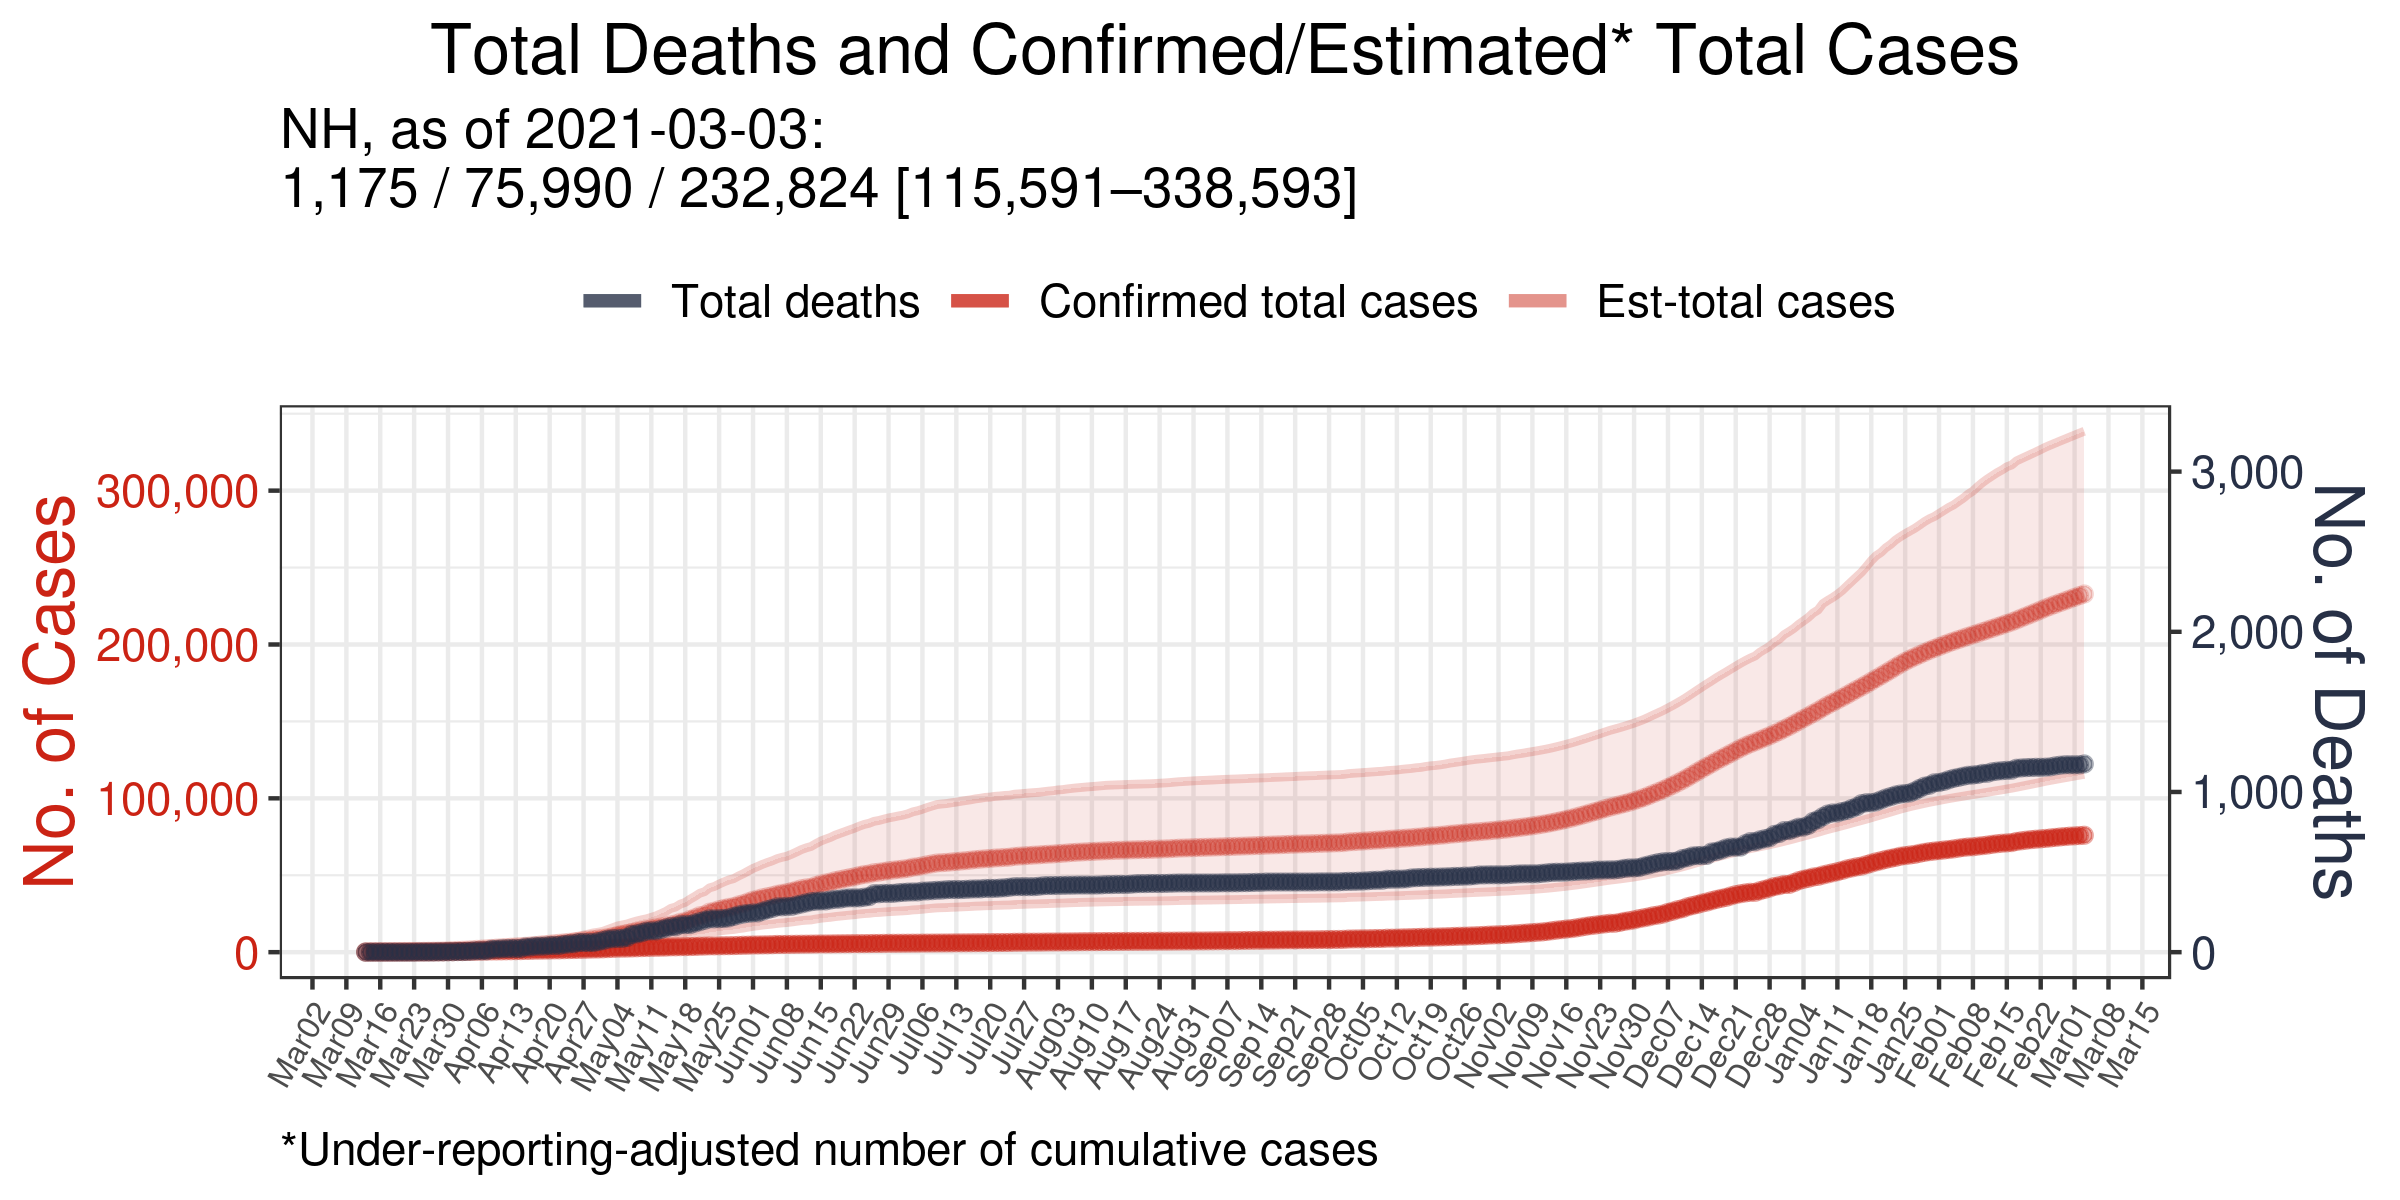 Total Deaths and Confirmed/Estimated* Total Cases
NH, as of 2021-03-03:
1,175 / 75,990 / 232,824 [115,591–338,593]
Total deaths
Confirmed total cases
Est-total cases
No. of Cases
300,000
200,000
100,000
0
3,000
2,000
1,000
0
No. of Deaths
Mar02
Mar09
Mar16
Mar23
Mar30
Apr06
Apr13
Apr20
Apr27
May04
May11
May18
May25
Jun01
Jun08
Jun15
Jun22
Jun29
Jul06
Jul13
Jul20
Jul27
Aug03
Aug10
Aug17
Aug24
Aug31
Sep07
Sep14
Sep21
Sep28
Oct05
Oct12
Oct19
Oct26
Nov02
Nov09
Nov16
Nov23
Nov30
Dec07
Dec14
Dec21
Dec28
Jan04
Jan11
Jan18
Jan25
Feb01
Feb08
Feb15
Feb22
Mar01
Mar08
Mar15
*Under-reporting-adjusted number of cumulative cases